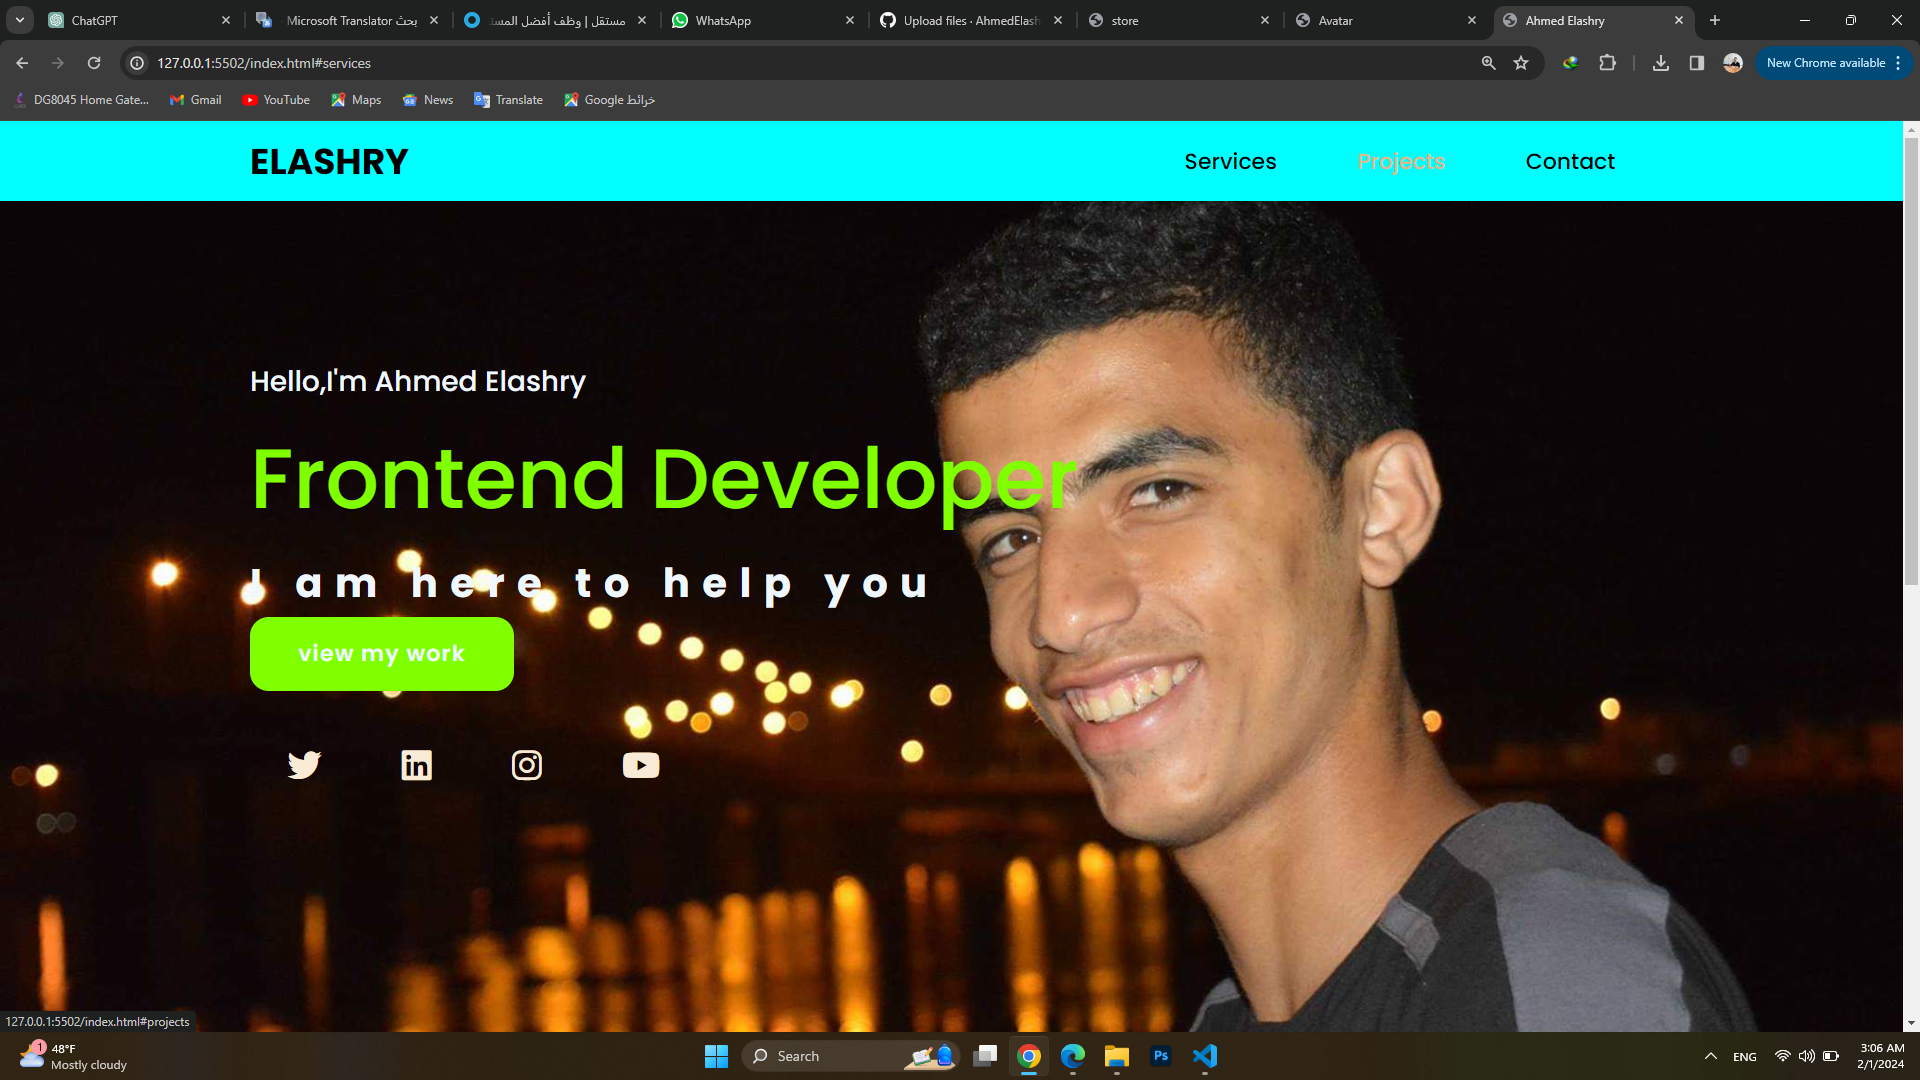 ChatGPT
Microsoft Translator - بحث
مستقل | وظف أفضل المست
WhatsApp
Upload files · AhmedElash
store
Avatar
Ahmed Elashry
127.0.0.1:5502/index.html#services
New Chrome available
DG8045 Home Gate...
Gmail
YouTube
Maps
News
Translate
Google خرائط
ELASHRY
Services
Projects
Contact
Hello,I'm Ahmed Elashry
Frontend Developer
I am here to help you
view my work
127.0.0.1:5502/index.html#projects
1
48°F
Mostly cloudy
Search
Ps
ENG
3:06 AM
2/1/2024